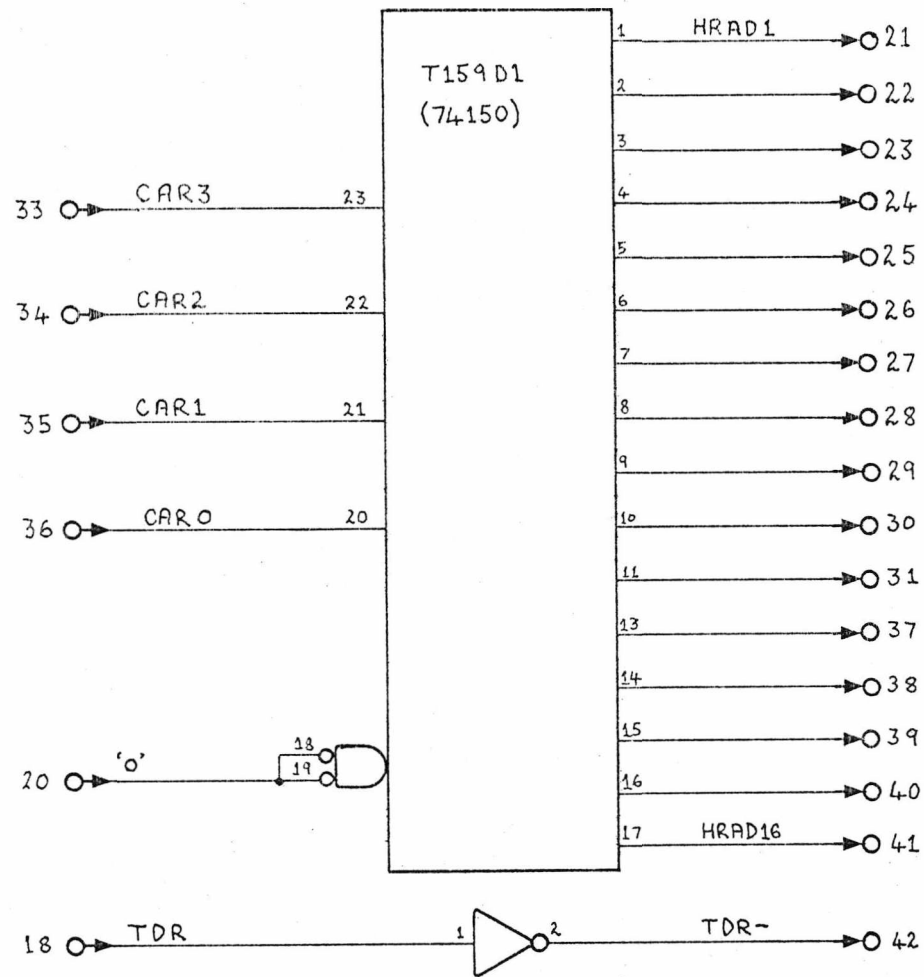 1 HRAD1 21
T159D1
2 22
(74150)
3 23
33 CAR3 23 4 24
5 25
34 CAR2 22 6 26
7 27
35 CAR1 21 8 28
9 29
36 CAR0 20 10 30
11 31
13 37
14 38
18 15 39
20 '0' 19 16 40
17 HRAD16 41
18 TDR 1 2 TDR- 42